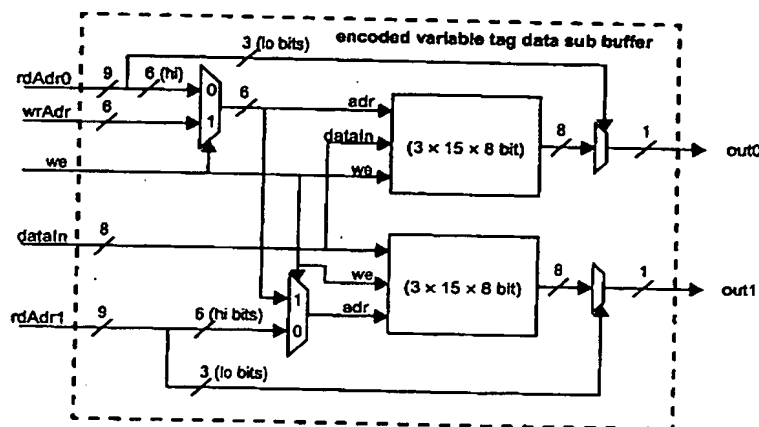 encoded variable tag data sub buffer
3 (lo bits)
rdAdr0
9
6 (hi)
0
6
adr
wrAdr
6
1
dataIn
(3 × 15 × 8 bit)
8
1
out0
we
we
dataIn
8
we
(3 × 15 × 8 bit)
8
1
out1
1
adr
rdAdr1
9
6 (hi bits)
0
3 (lo bits)